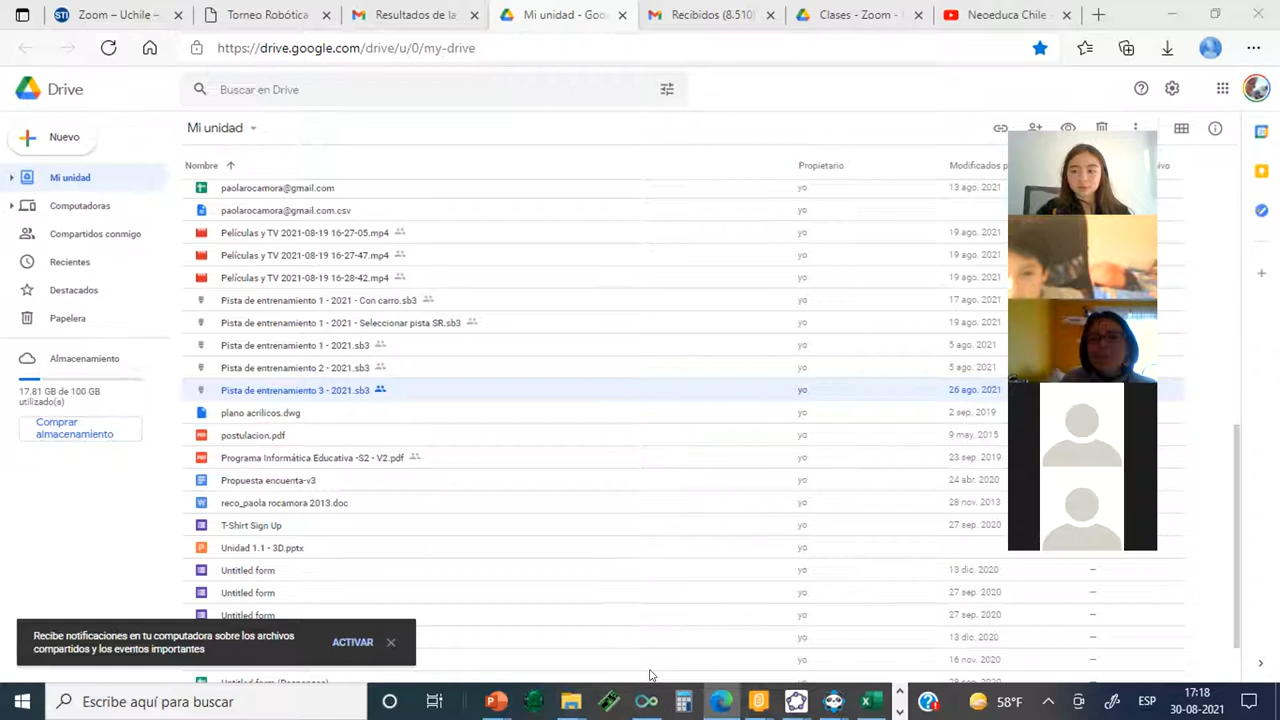 STI – Uchile –
Torneo Robótica
Resultados de la
Mi unidad - Goo
Recibidos (8.510)
Clases - Zoom -
Neoeduca Chile -
https://drive.google.com/drive/u/0/my-drive
Drive
Buscar en Drive
Nuevo
Mi unidad
Mi unidad
Computadoras
Compartidos conmigo
Recientes
Destacados
Papelera
Almacenamiento
17.81 GB de 100 GB
utilizado(s)
Comprar
almacenamiento
Nombre Propietario Modificado p
paolarocamora@gmail.com yo 13 ago. 2021
paolarocamora@gmail.com.csv yo
Películas y TV 2021-08-19 16-27-05.mp4 yo 19 ago. 2021
Películas y TV 2021-08-19 16-27-47.mp4 yo 19 ago. 2021
Películas y TV 2021-08-19 16-28-42.mp4 yo 19 ago. 2021
Pista de entrenamiento 1 - 2021 - Con carro.sb3 yo 17 ago. 2021
Pista de entrenamiento 1 - 2021 - Seleccionar pista SR.sb3 yo 19 ago. 2021
Pista de entrenamiento 1 - 2021.sb3 yo 5 ago. 2021
Pista de entrenamiento 2 - 2021.sb3 yo 5 ago. 2021
Pista de entrenamiento 3 - 2021.sb3 yo 26 ago. 2021
plano acrilicos.dwg yo 2 sep. 2019
postulacion.pdf yo 9 may. 2015
Programa Informática Educativa -S2 - V2.pdf yo 23 sep. 2019
Propuesta encuenta-v3 yo 24 abr. 2020
reco_paola rocamora 2013.doc yo 28 nov. 2013
T-Shirt Sign Up yo 27 sep. 2020
Unidad 1.1 - 3D.pptx yo
Untitled form yo 13 dic. 2020 –
Untitled form yo 27 sep. 2020 –
Untitled form yo 27 sep. 2020 –
yo 13 dic. 2020 –
yo 16 nov. 2020 –
Untitled form (Responses)
Recibe notificaciones en tu computadora sobre los archivos
compartidos y los eventos importantes
ACTIVAR
Escribe aquí para buscar
58°F
ESP
17:18
30-08-2021